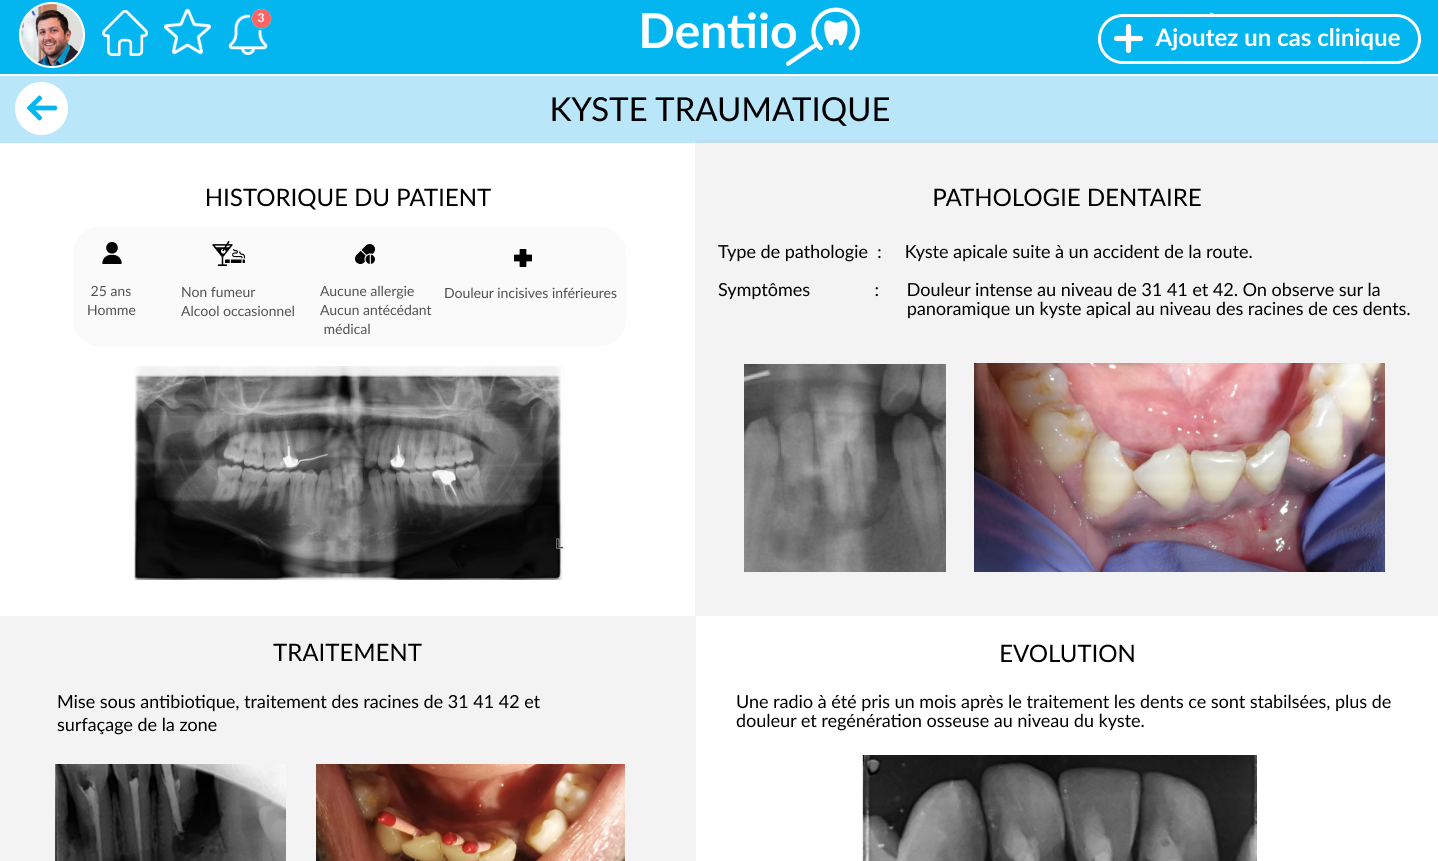 3
Dentiio
Ajoutez un cas clinique
KYSTE TRAUMATIQUE
HISTORIQUE DU PATIENT
25 ans
Homme
Non fumeur
Alcool occasionnel
Aucune allergie
Aucun antécédant
médical
Douleur incisives inférieures
L
PATHOLOGIE DENTAIRE
Type de pathologie : Kyste apicale suite à un accident de la route.
Symptômes : Douleur intense au niveau de 31 41 et 42. On observe sur la
panoramique un kyste apical au niveau des racines de ces dents.
TRAITEMENT
Mise sous antibiotique, traitement des racines de 31 41 42 et
surfaçage de la zone
EVOLUTION
Une radio à été pris un mois après le traitement les dents ce sont stabilsées, plus de
douleur et regénération osseuse au niveau du kyste.